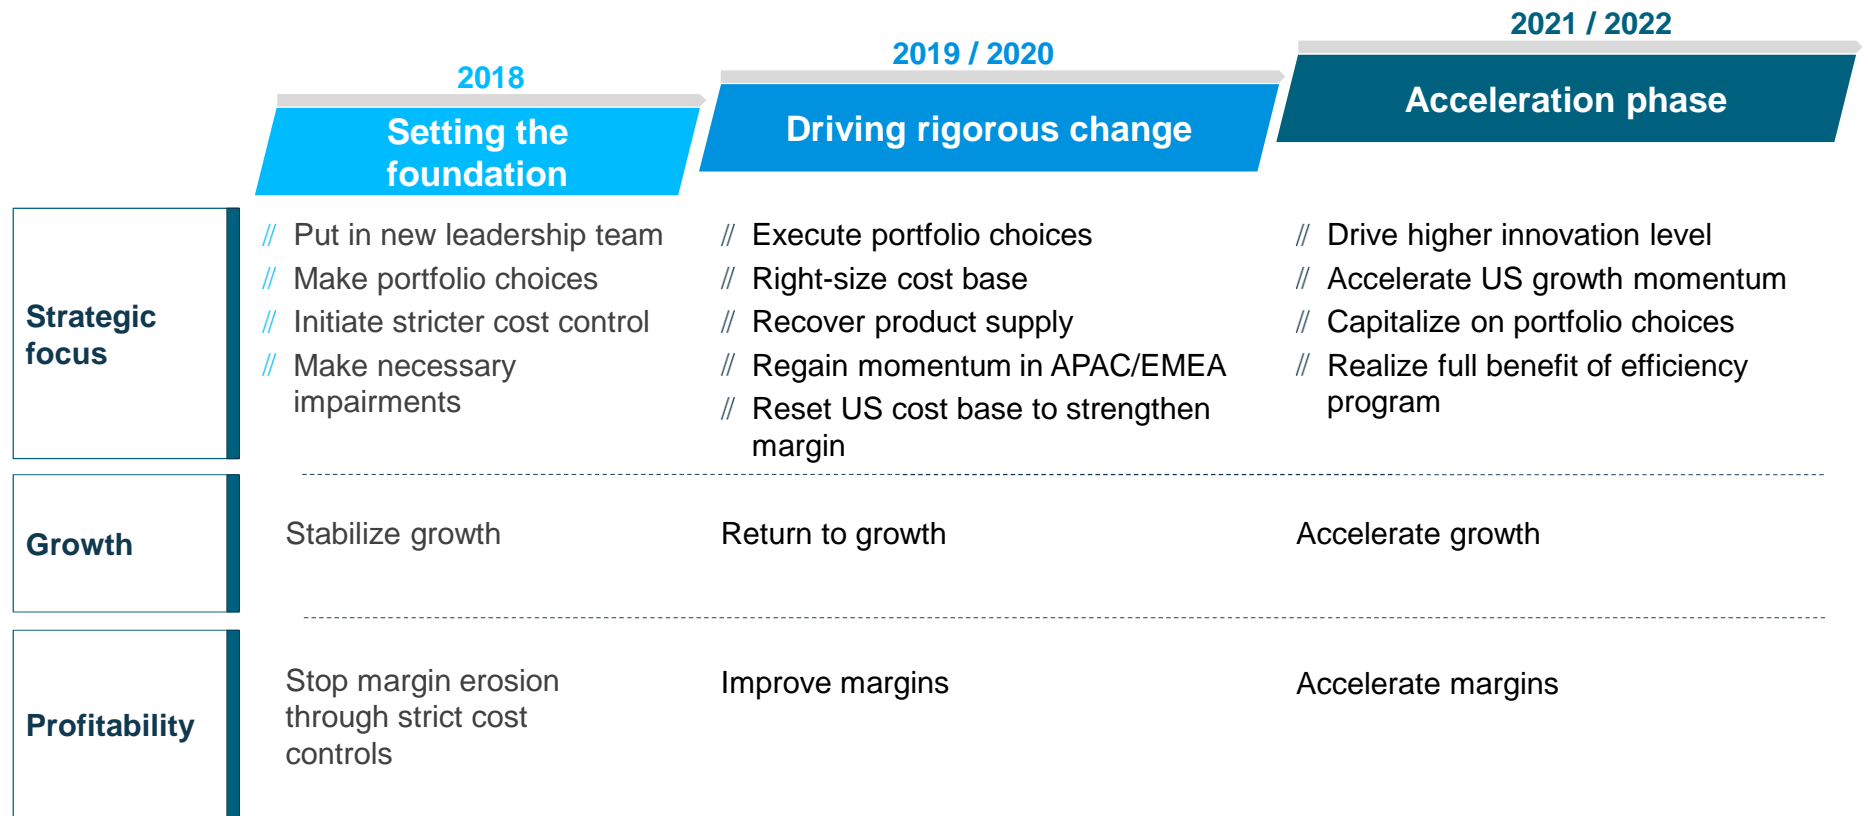 2018
Setting the
foundation
2019 / 2020
Driving rigorous change
2021 / 2022
Acceleration phase
Strategic
focus
// Put in new leadership team
// Make portfolio choices
// Initiate stricter cost control
// Make necessary
impairments
// Execute portfolio choices
// Right-size cost base
// Recover product supply
// Regain momentum in APAC/EMEA
// Reset US cost base to strengthen
margin
// Drive higher innovation level
// Accelerate US growth momentum
// Capitalize on portfolio choices
// Realize full benefit of efficiency
program
Growth
Stabilize growth
Return to growth
Accelerate growth
Profitability
Stop margin erosion
through strict cost
controls
Improve margins
Accelerate margins